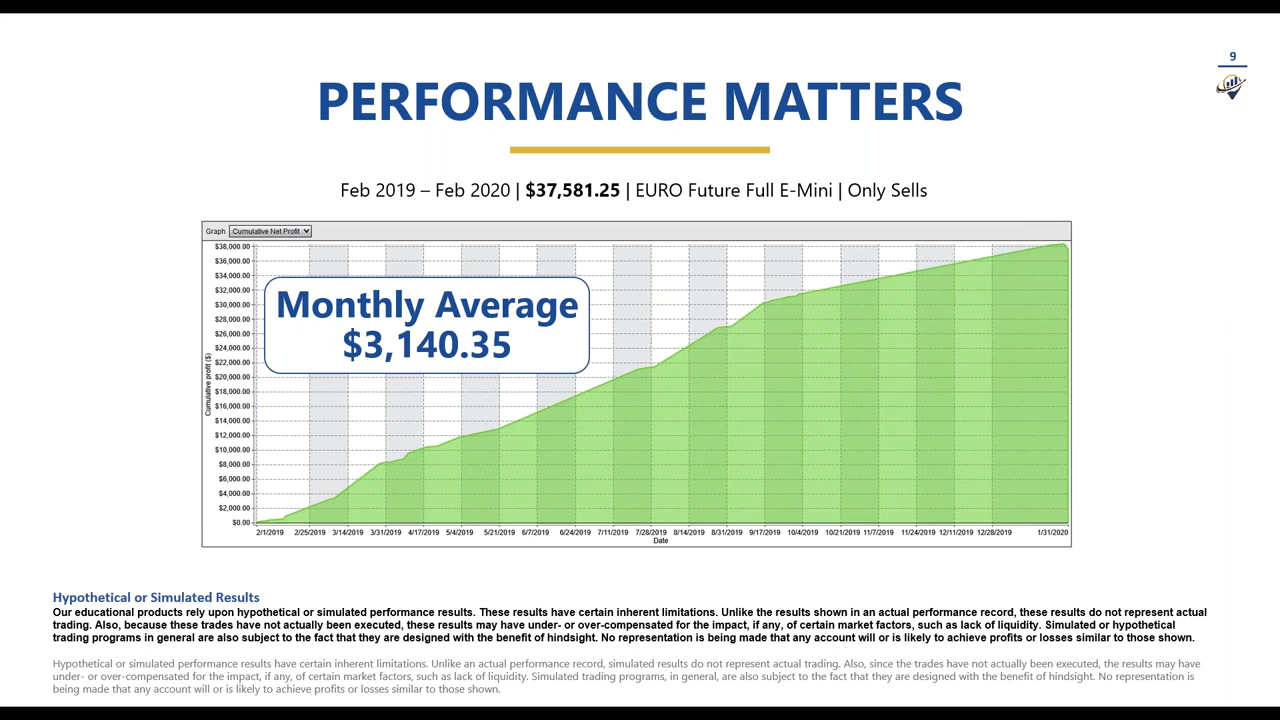 9
PERFORMANCE MATTERS
Feb 2019 – Feb 2020 | $37,581.25 | EURO Future Full E-Mini | Only Sells
Graph Cumulative Net Profit
Monthly Average
$3,140.35
Cumulative profit ($)
$38,000.00
$36,000.00
$34,000.00
$32,000.00
$30,000.00
$28,000.00
$26,000.00
$24,000.00
$22,000.00
$20,000.00
$18,000.00
$16,000.00
$14,000.00
$12,000.00
$10,000.00
$8,000.00
$6,000.00
$4,000.00
$2,000.00
$0.00
2/1/2019 2/25/2019 3/14/2019 3/31/2019 4/17/2019 5/4/2019 5/21/2019 6/7/2019 6/24/2019 7/11/2019 7/28/2019 8/14/2019 8/31/2019 9/17/2019 10/4/2019 10/21/2019 11/7/2019 11/24/2019 12/11/2019 12/28/2019 1/31/2020
Date
Hypothetical or Simulated Results
Our educational products rely upon hypothetical or simulated performance results. These results have certain inherent limitations. Unlike the results shown in an actual performance record, these results do not represent actual
trading. Also, because these trades have not actually been executed, these results may have under- or over-compensated for the impact, if any, of certain market factors, such as lack of liquidity. Simulated or hypothetical
trading programs in general are also subject to the fact that they are designed with the benefit of hindsight. No representation is being made that any account will or is likely to achieve profits or losses similar to those shown.
Hypothetical or simulated performance results have certain inherent limitations. Unlike an actual performance record, simulated results do not represent actual trading. Also, since the trades have not actually been executed, the results may have
under- or over-compensated for the impact, if any, of certain market factors, such as lack of liquidity. Simulated trading programs, in general, are also subject to the fact that they are designed with the benefit of hindsight. No representation is
being made that any account will or is likely to achieve profits or losses similar to those shown.